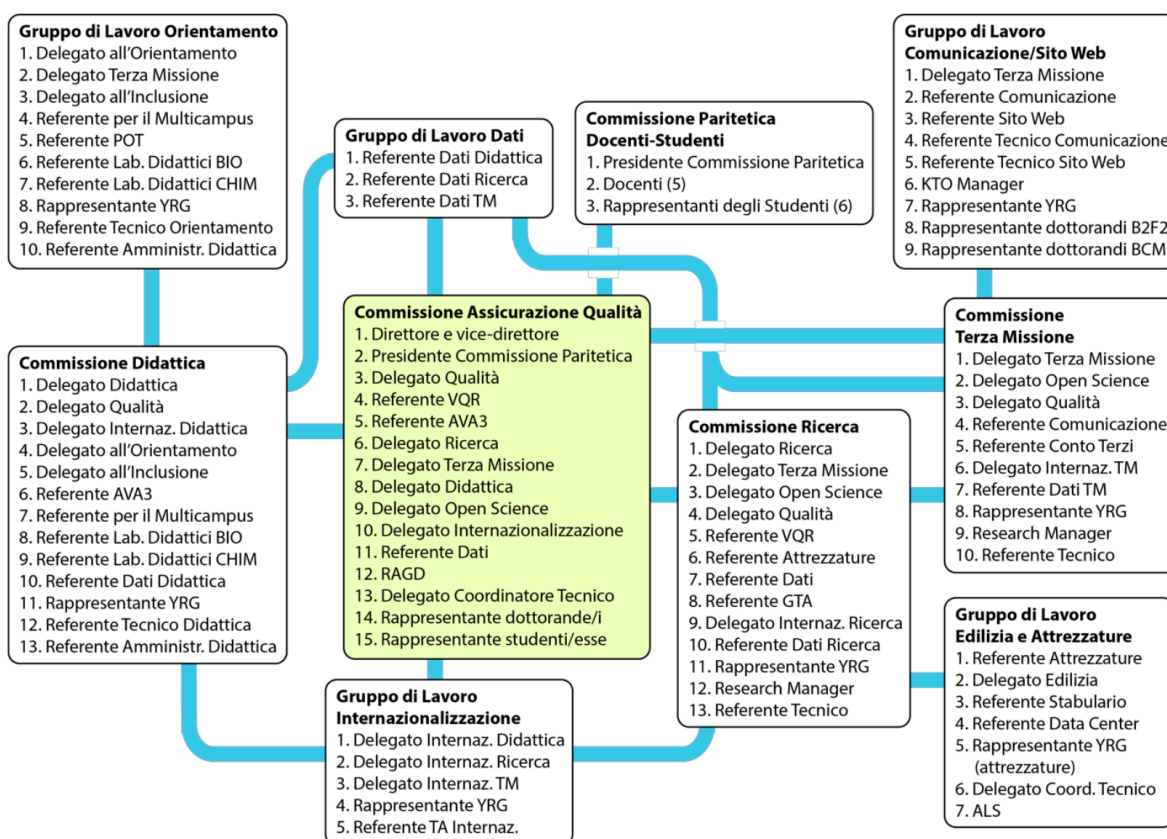 Gruppo di Lavoro Orientamento
1. Delegato all'Orientamento
2. Delegato Terza Missione
3. Delegato all'Inclusione
4. Referente per il Multicampus
5. Referente POT
6. Referente Lab. Didattici BIO
7. Referente Lab. Didattici CHIM
8. Rappresentante YRG
9. Referente Tecnico Orientamento
10. Referente Amministr. Didattica
Gruppo di Lavoro Dati
1. Referente Dati Didattica
2. Referente Dati Ricerca
3. Referente Dati TM
Commissione Paritetica
Docenti-Studenti
1. Presidente Commissione Paritetica
2. Docenti (5)
3. Rappresentanti degli Studenti (6)
Gruppo di Lavoro
Comunicazione/Sito Web
1. Delegato Terza Missione
2. Referente Comunicazione
3. Referente Sito Web
4. Referente Tecnico Comunicazione
5. Referente Tecnico Sito Web
6. KTO Manager
7. Rappresentante YRG
8. Rappresentante dottorandi B2F2
9. Rappresentante dottorandi BCM
Commissione Didattica
1. Delegato Didattica
2. Delegato Qualità
3. Delegato Internaz. Didattica
4. Delegato all'Orientamento
5. Delegato all'Inclusione
6. Referente AVA3
7. Referente per il Multicampus
8. Referente Lab. Didattici BIO
9. Referente Lab. Didattici CHIM
10. Referente Dati Didattica
11. Rappresentante YRG
12. Referente Tecnico Didattica
13. Referente Amministr. Didattica
Commissione Assicurazione Qualità
1. Direttore e vice-direttore
2. Presidente Commissione Paritetica
3. Delegato Qualità
4. Referente VQR
5. Referente AVA3
6. Delegato Ricerca
7. Delegato Terza Missione
8. Delegato Didattica
9. Delegato Open Science
10. Delegato Internazionalizzazione
11. Referente Dati
12. RAGD
13. Delegato Coordinatore Tecnico
14. Rappresentante dottorande/i
15. Rappresentante studenti/esse
Commissione Ricerca
1. Delegato Ricerca
2. Delegato Terza Missione
3. Delegato Open Science
4. Delegato Qualità
5. Referente VQR
6. Referente Attrezzature
7. Referente Dati
8. Referente GTA
9. Delegato Internaz. Ricerca
10. Referente Dati Ricerca
11. Rappresentante YRG
12. Research Manager
13. Referente Tecnico
Commissione
Terza Missione
1. Delegato Terza Missione
2. Delegato Open Science
3. Delegato Qualità
4. Referente Comunicazione
5. Referente Conto Terzi
6. Delegato Internaz. TM
7. Referente Dati TM
8. Rappresentante YRG
9. Research Manager
10. Referente Tecnico
Gruppo di Lavoro
Internazionalizzazione
1. Delegato Internaz. Didattica
2. Delegato Internaz. Ricerca
3. Delegato Internaz. TM
4. Rappresentante YRG
5. Referente TA Internaz.
Gruppo di Lavoro
Edilizia e Attrezzature
1. Referente Attrezzature
2. Delegato Edilizia
3. Referente Stabulario
4. Referente Data Center
5. Rappresentante YRG
(attrezzature)
6. Delegato Coord. Tecnico
7. ALS